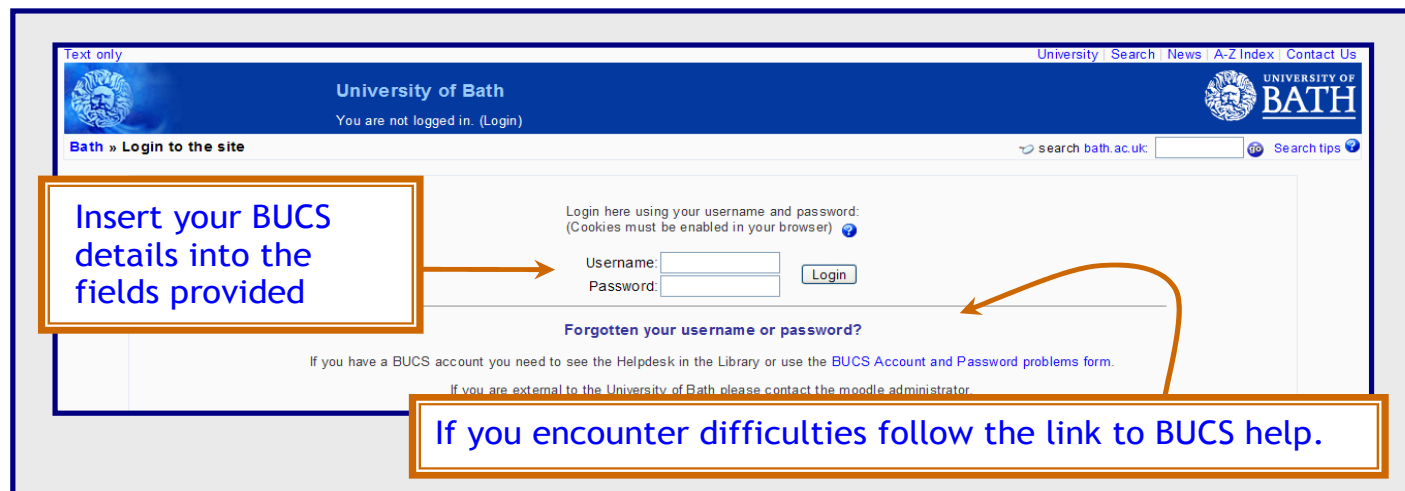 Text only
University | Search | News | A-Z Index | Contact Us
University of Bath
You are not logged in. (Login)
UNIVERSITY OF
BATH
Bath » Login to the site
search bath.ac.uk:
go
Search tips
Insert your BUCS
details into the
fields provided
Login here using your username and password:
(Cookies must be enabled in your browser)
Username:
Password:
Login
Forgotten your username or password?
If you have a BUCS account you need to see the Helpdesk in the Library or use the BUCS Account and Password problems form.
If you are external to the University of Bath please contact the moodle administrator.
If you encounter difficulties follow the link to BUCS help.